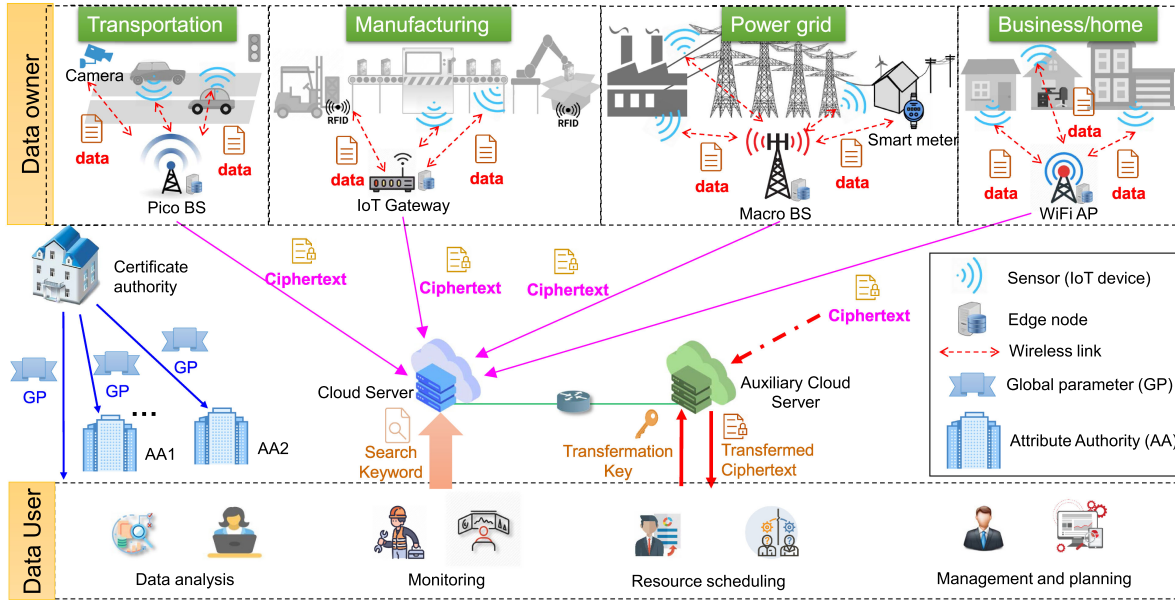 Data owner
Transportation
Manufacturing
Power grid
Business/home
Camera
data
data
Pico BS
RFID
RFID
data
data
IoT Gateway
Smart meter
data
data
Macro BS
data
data
data
WiFi AP
Certificate
authority
Ciphertext
Ciphertext
Ciphertext
Ciphertext
GP
GP
GP
...
AA1
AA2
Cloud Server
Auxiliary Cloud
Server
Search
Keyword
Transfermation
Key
Transfermed
Ciphertext
Sensor (IoT device)
Edge node
Wireless link
Global parameter (GP)
Attribute Authority (AA)
Data User
Data analysis
Monitoring
Resource scheduling
Management and planning